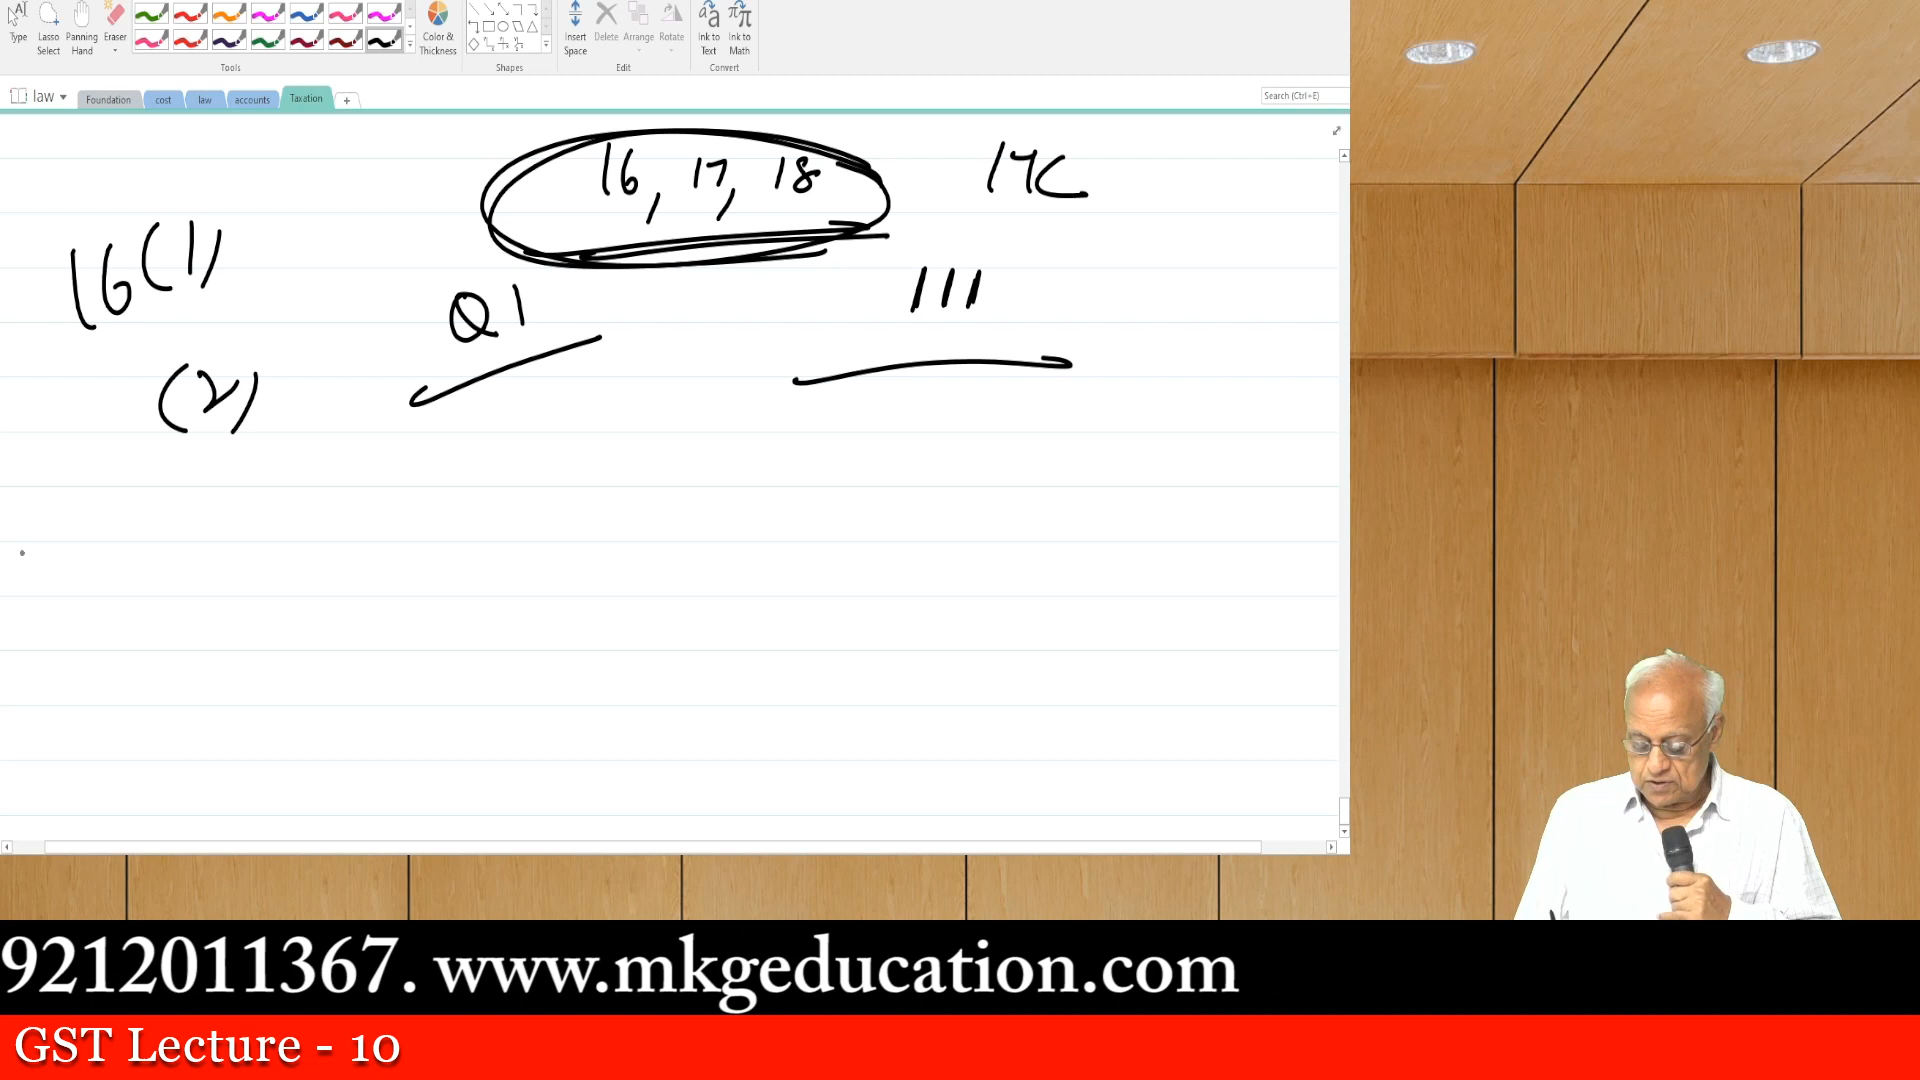 Type
Lasso Select
Panning Hand
Eraser
Color & Thickness
Insert Space
Delete
Arrange
Rotate
Ink to Text
Ink to Math
Tools
Shapes
Edit
Convert
law
Foundation
cost
law
accounts
Taxation
+
Search (Ctrl+E)
16, 17, 18
16(1)
Q1
111
(2)
9212011367. www.mkgeducation.com
GST Lecture - 10